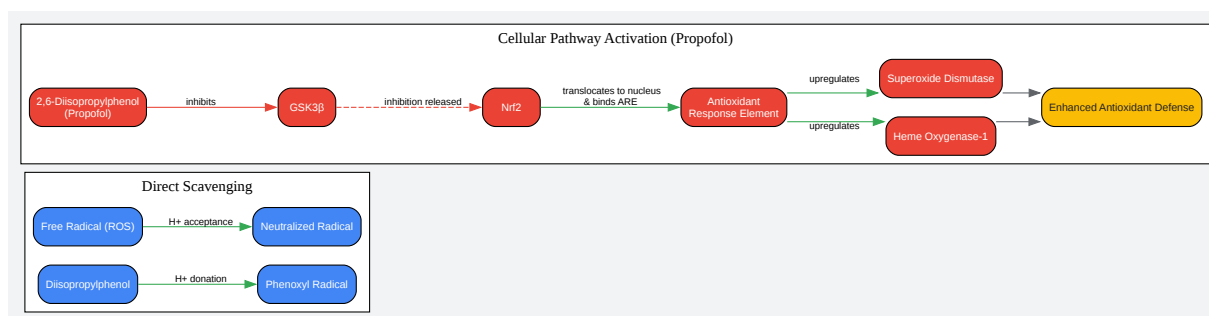 Cellular Pathway Activation (Propofol)
2,6-Diisopropylphenol
(Propofol)
inhibits
GSK3β
inhibition released
Nrf2
translocates to nucleus
& binds ARE
Antioxidant
Response Element
upregulates
Superoxide Dismutase
upregulates
Heme Oxygenase-1
Enhanced Antioxidant Defense
Direct Scavenging
Free Radical (ROS)
H+ acceptance
Neutralized Radical
Diisopropylphenol
H+ donation
Phenoxyl Radical